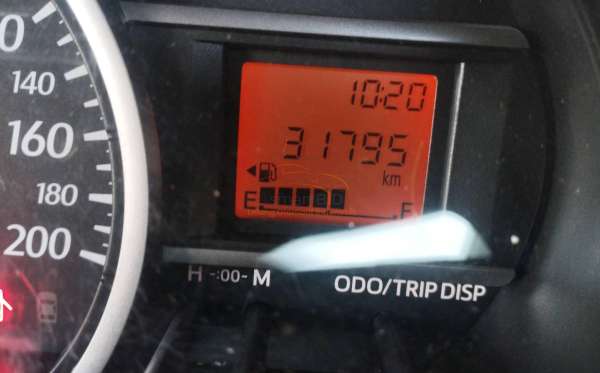 140
160
180
200
10:20
31795
km
E F
H -:00- M
ODO/TRIP DISP